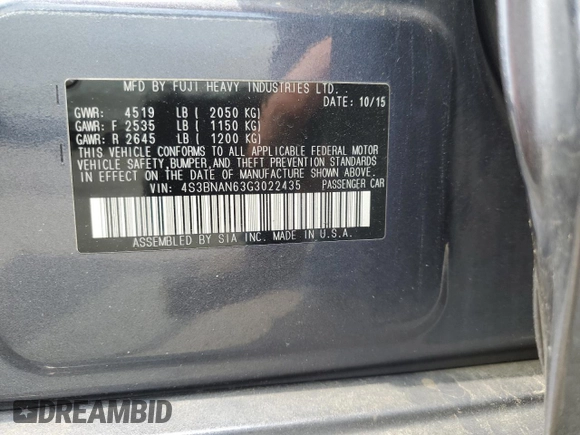 MFD BY FUJI HEAVY INDUSTRIES LTD.
DATE: 10/15
GVWR: 4519 LB ( 2050 KG)
GAWR: F 2535 LB ( 1150 KG)
GAWR: R 2645 LB ( 1200 KG)
THIS VEHICLE CONFORMS TO ALL APPLICABLE FEDERAL MOTOR
VEHICLE SAFETY,BUMPER,AND THEFT PREVENTION STANDARDS
IN EFFECT ON THE DATE OF MANUFACTURE SHOWN ABOVE.
VIN: 4S3BNAN63G3022435 PASSENGER CAR
ASSEMBLED BY SIA INC. MADE IN U.S.A.
DREAMBID